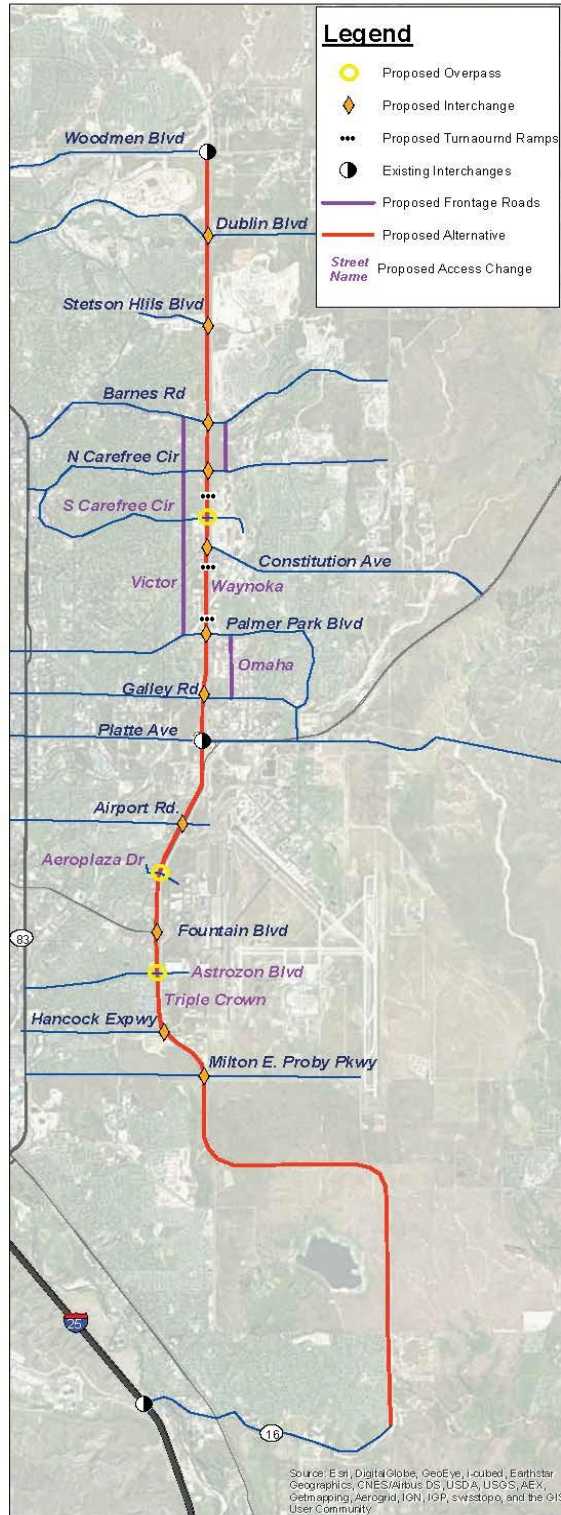 Legend
Proposed Overpass
Proposed Interchange
Proposed Turnaournd Ramps
Existing Interchanges
Proposed Frontage Roads
Proposed Alternative
Street
Name
Proposed Access Change
Woodmen Blvd
Dublin Blvd
Stetson Hlils Blvd
Barnes Rd
N Carefree Cir
S Carefree Cir
Constitution Ave
Victor
Waynoka
Palmer Park Blvd
Omaha
Galley Rd
Platte Ave
Airport Rd.
Aeroplaza Dr
Fountain Blvd
83
Astrozon Blvd
Triple Crown
Hancock Expwy
Milton E. Proby Pkwy
25
16
Source: Esri, DigitalGlobe, GeoEye, i-cubed, Earthstar
Geographics, CNES/Airbus DS, USDA, USGS, AEX,
Getmapping, Aerogrid, IGN, IGP, swisstopo, and the GIS
User Community